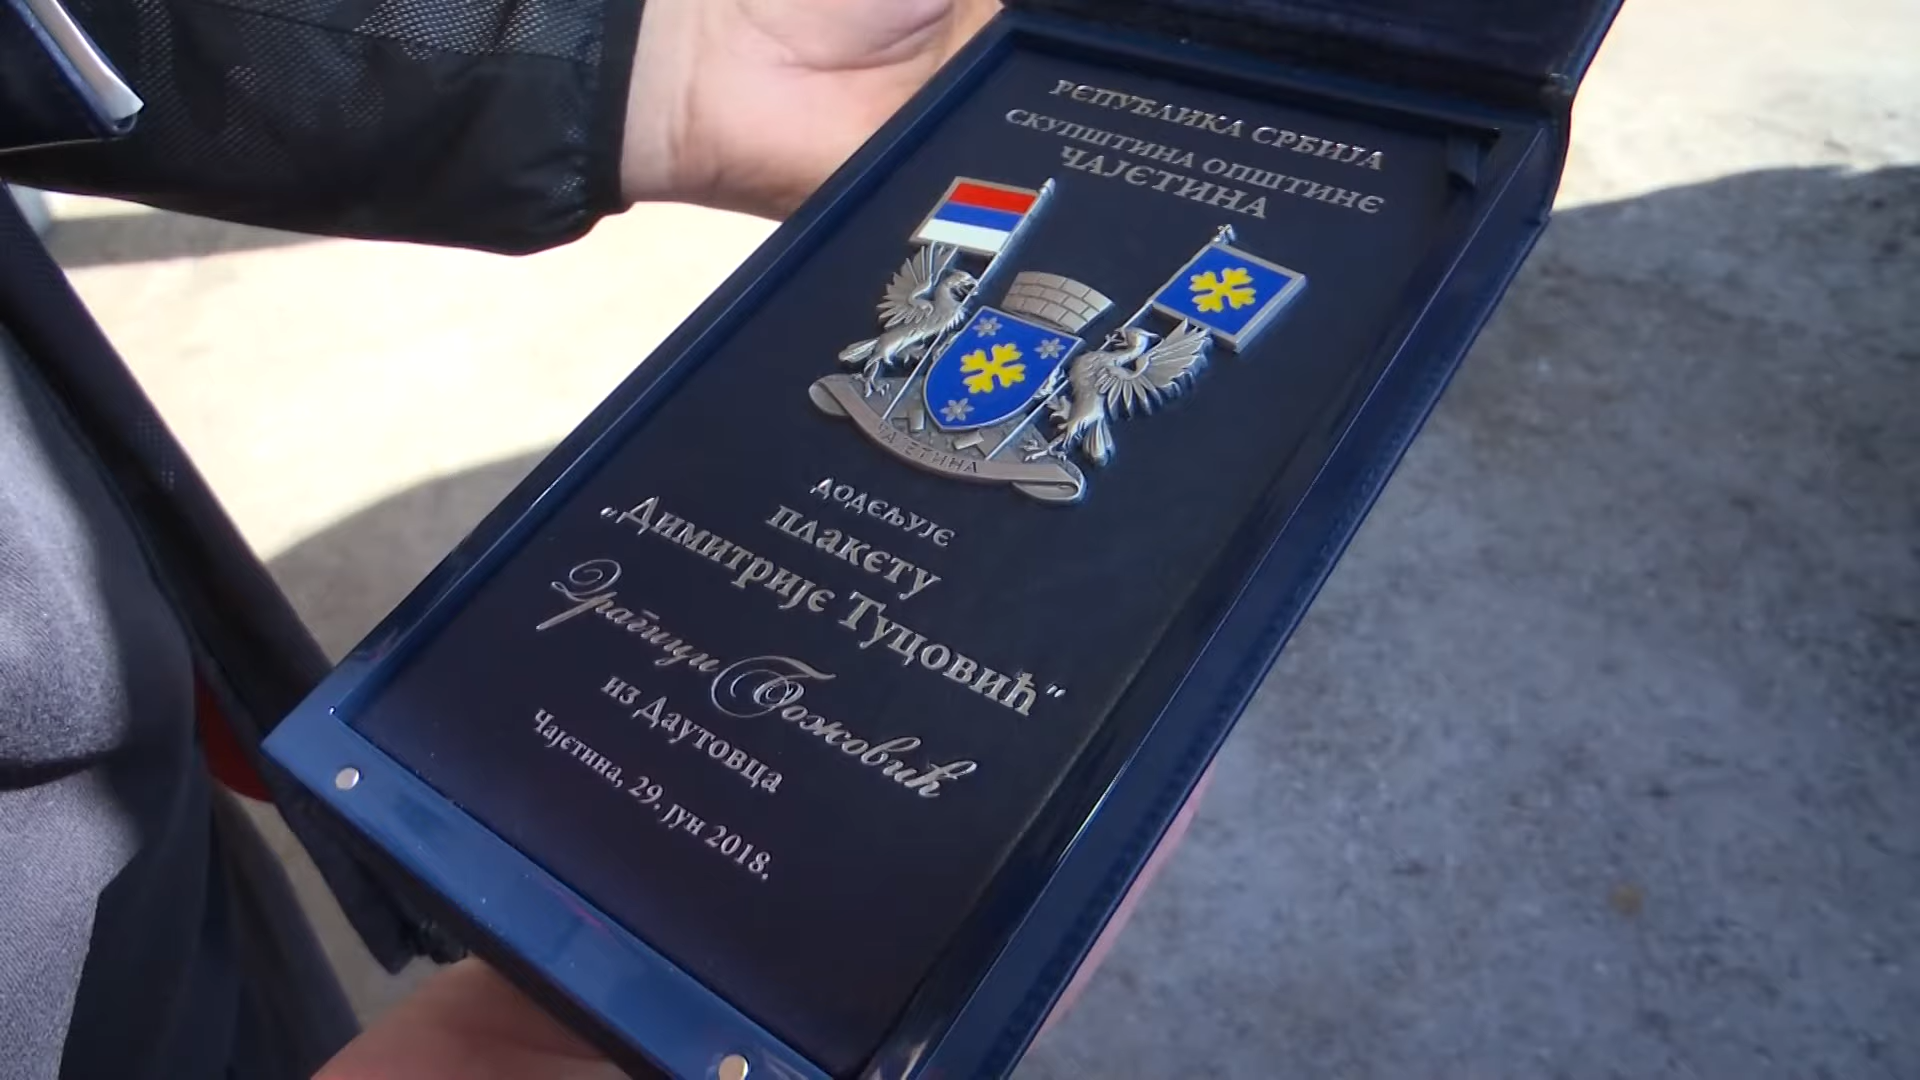 РЕПУБЛИКА СРБИЈА
СКУПШТИНА ОПШТИНЕ
ЧАЈЕТИНА
ЧАЈЕТИНА
додељује
плакету
„Димитрије Туцовић"
Драгици Божовић
из Даутовца
Чајетина, 29. јун 2018.